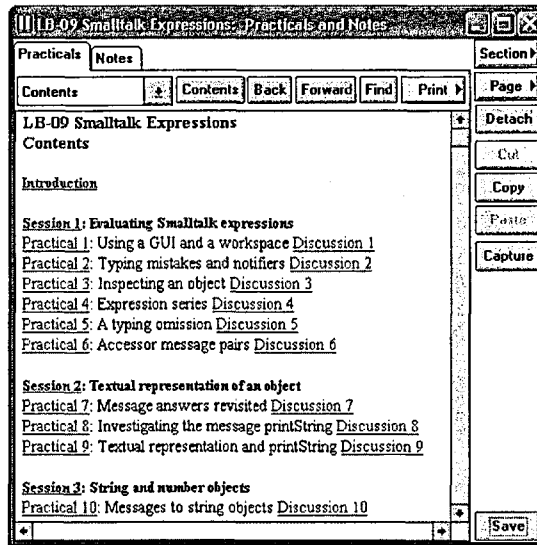 LB-09 Smalltalk Expressions: Practicals and Notes
Practicals Notes
Section
Contents Contents Back Forward Find Print
Page
Detach
Cut
Copy
Paste
Capture
LB-09 Smalltalk Expressions
Contents
Introduction
Session 1: Evaluating Smalltalk expressions
Practical 1: Using a GUI and a workspace Discussion 1
Practical 2: Typing mistakes and notifiers Discussion 2
Practical 3: Inspecting an object Discussion 3
Practical 4: Expression series Discussion 4
Practical 5: A typing omission Discussion 5
Practical 6: Accessor message pairs Discussion 6
Session 2: Textual representation of an object
Practical 7: Message answers revisited Discussion 7
Practical 8: Investigating the message printString Discussion 8
Practical 9: Textual representation and printString Discussion 9
Session 3: String and number objects
Practical 10: Messages to string objects Discussion 10
Save